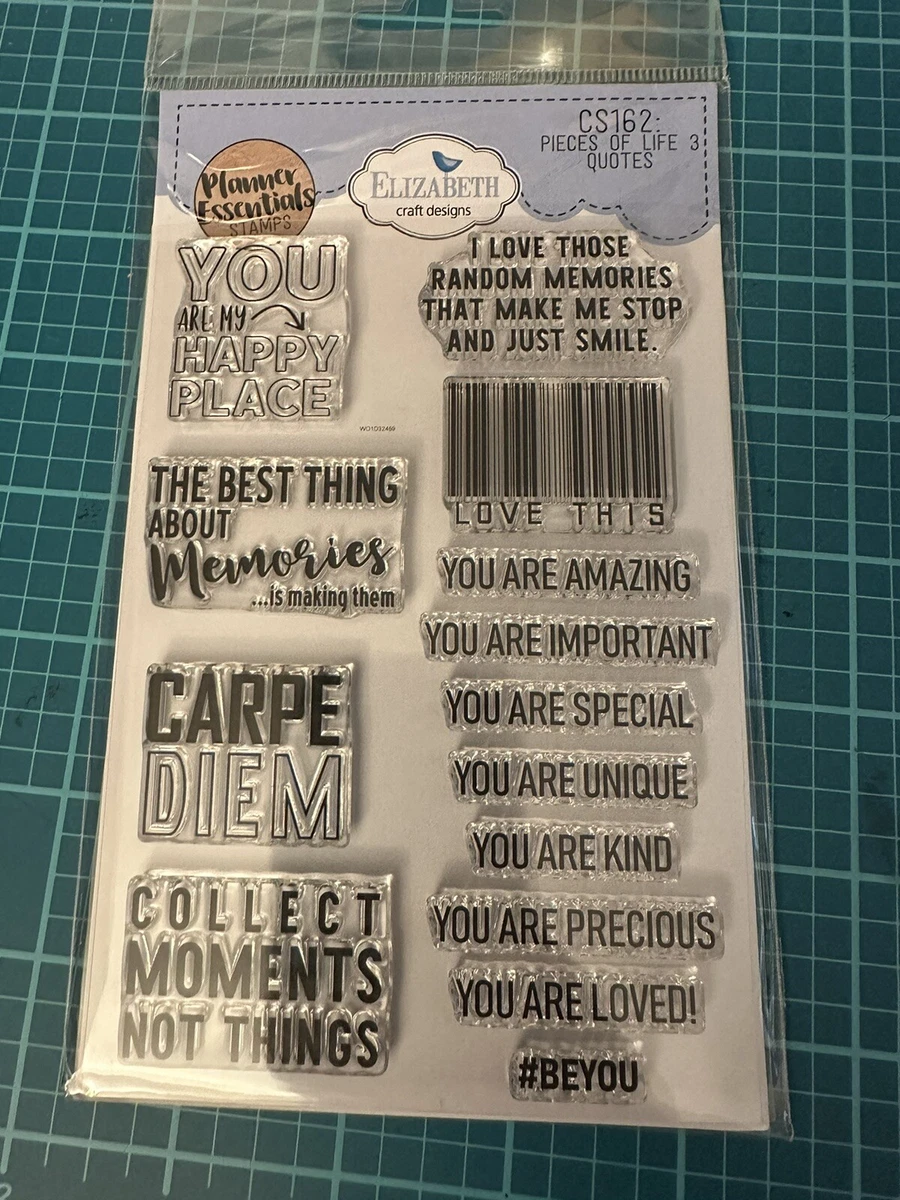 CS162:
PIECES OF LIFE 3
QUOTES
Planner
Essentials
STAMPS
ELIZABETH
craft designs
YOU
ARE MY
HAPPY
PLACE
WO1D32469
THE BEST THING
ABOUT
Memories
...is making them
CARPE
DIEM
COLLECT
MOMENTS
NOT THINGS
I LOVE THOSE
RANDOM MEMORIES
THAT MAKE ME STOP
AND JUST SMILE.
LOVE THIS
YOU ARE AMAZING
YOU ARE IMPORTANT
YOU ARE SPECIAL
YOU ARE UNIQUE
YOU ARE KIND
YOU ARE PRECIOUS
YOU ARE LOVED!
#BEYOU